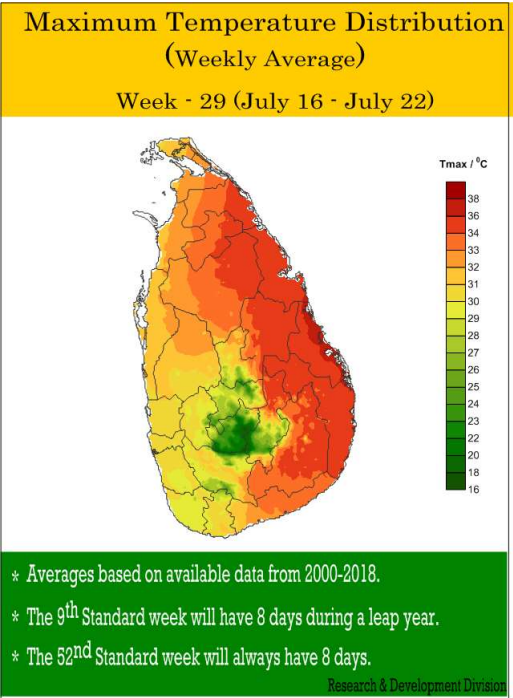 Maximum Temperature Distribution
(Weekly Average)
Week - 29 (July 16 - July 22)
Tmax / ⁰C
38
36
34
33
32
31
30
29
28
27
26
25
24
23
22
20
18
16
* Averages based on available data from 2000-2018.
* The 9th Standard week will have 8 days during a leap year.
* The 52nd Standard week will always have 8 days.
Research & Development Division